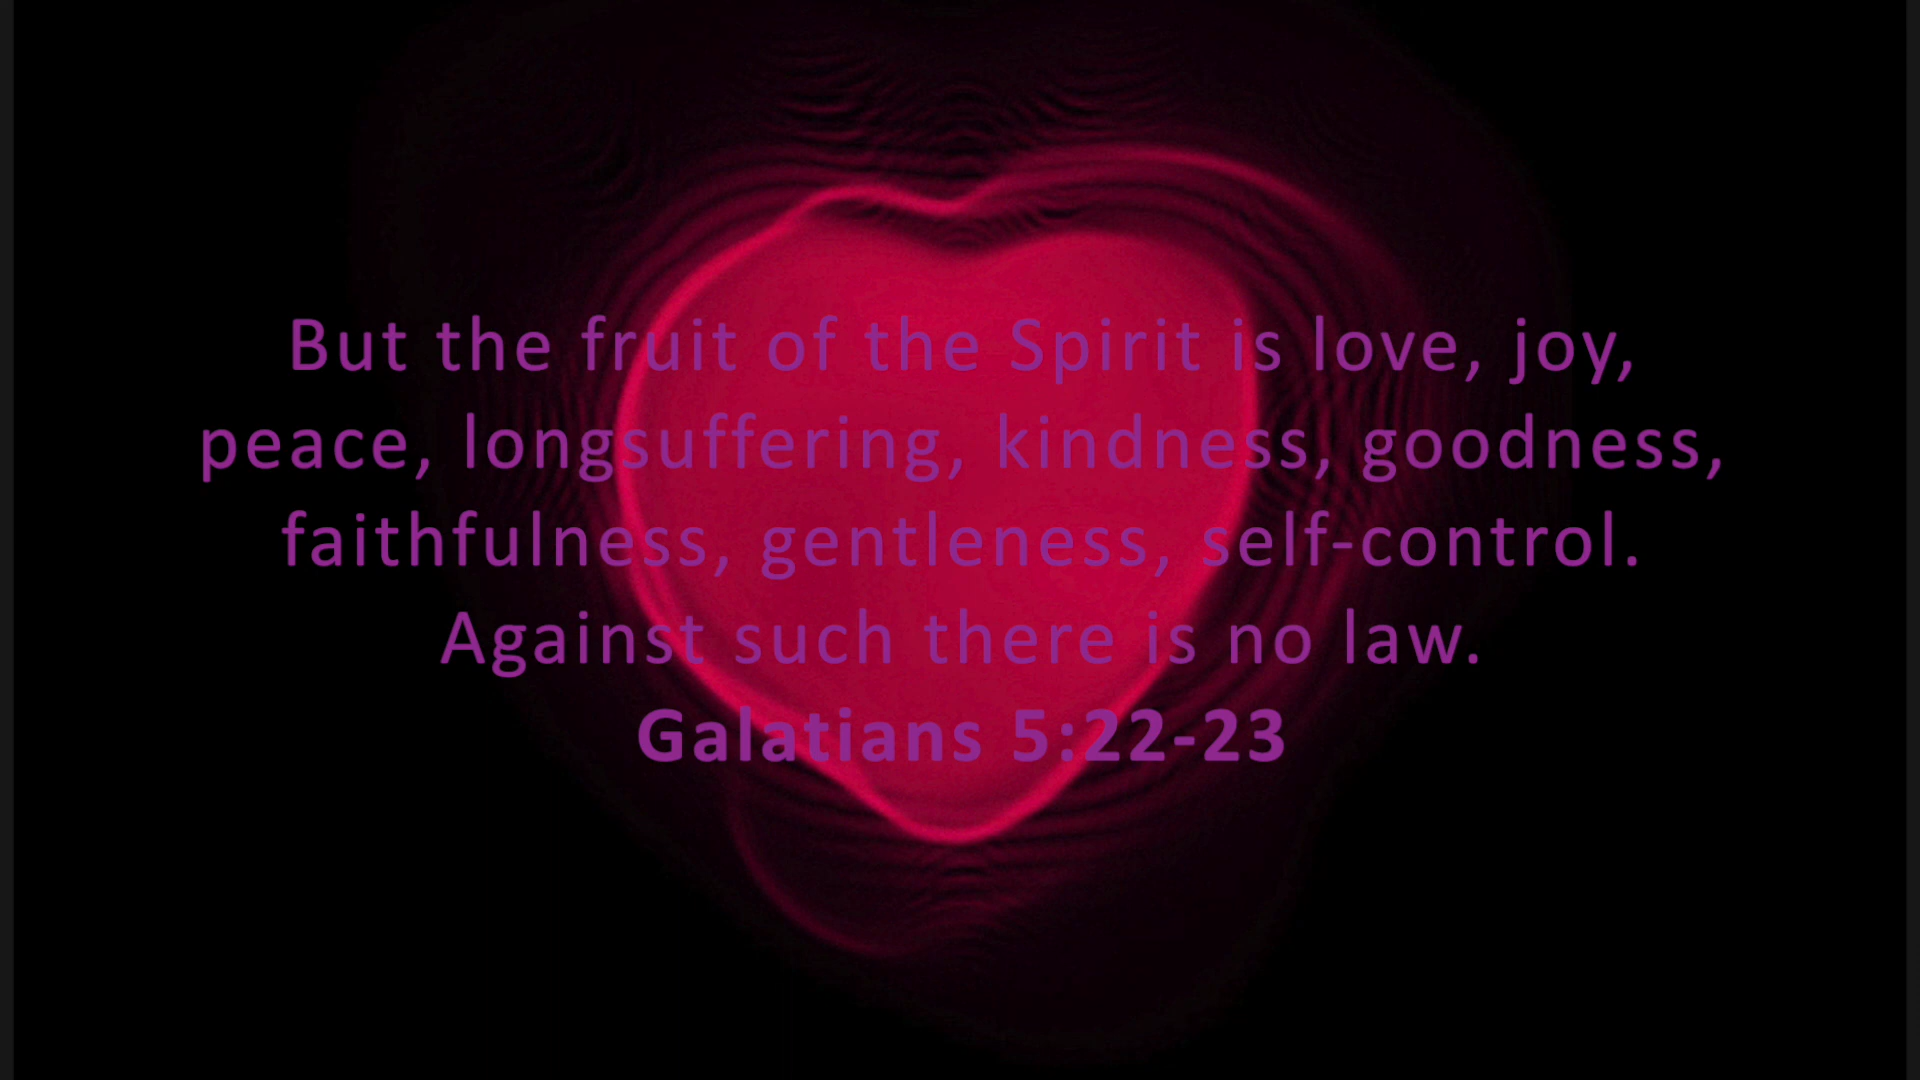 But the fruit of the Spirit is love, joy,
peace, longsuffering, kindness, goodness,
faithfulness, gentleness, self-control.
Against such there is no law.
Galatians 5:22-23